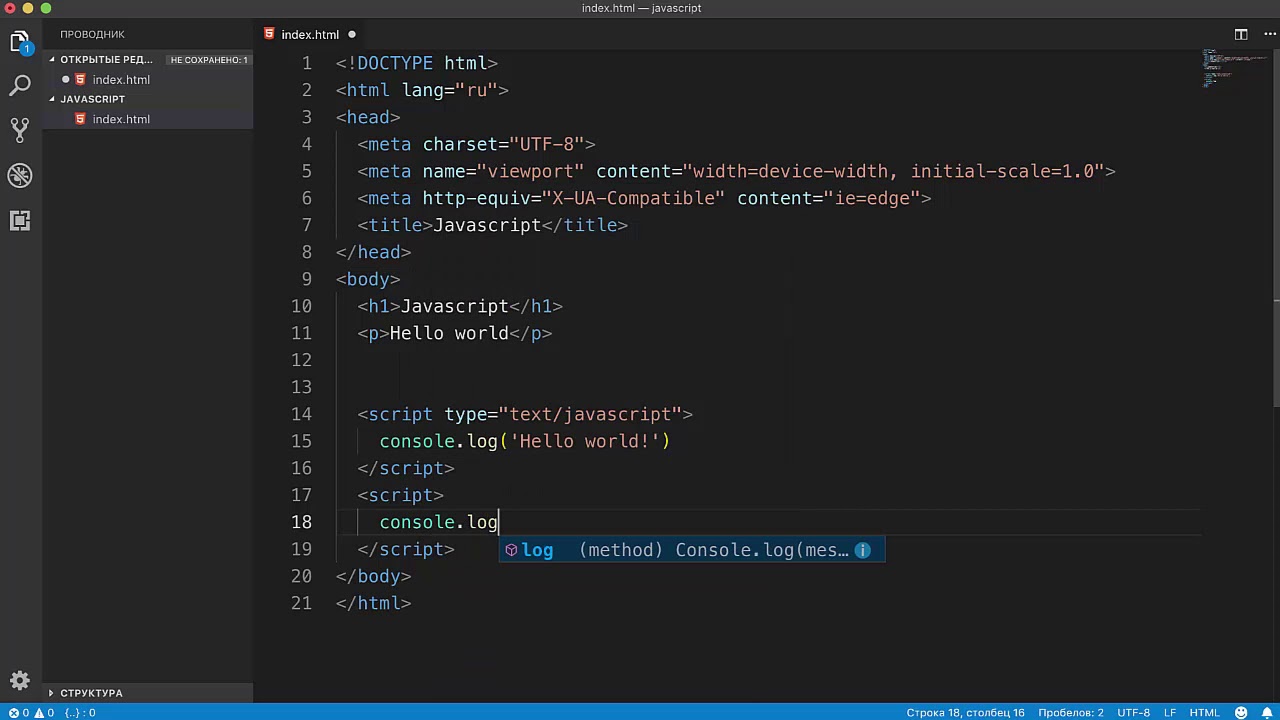 index.html — javascript
ПРОВОДНИК
ОТКРЫТЫЕ РЕД... НЕ СОХРАНЕНО: 1
index.html
JAVASCRIPT
index.html
СТРУКТУРА
1
index.html
1 <!DOCTYPE html>
2 <html lang="ru">
3 <head>
4 <meta charset="UTF-8">
5 <meta name="viewport" content="width=device-width, initial-scale=1.0">
6 <meta http-equiv="X-UA-Compatible" content="ie=edge">
7 <title>Javascript</title>
8 </head>
9 <body>
10 <h1>Javascript</h1>
11 <p>Hello world</p>
12
13
14 <script type="text/javascript">
15 console.log('Hello world!')
16 </script>
17 <script>
18 console.log
log (method) Console.log(mes…
19 </script>
20 </body>
21 </html>
0 0 {..} : 0 Строка 18, столбец 16 Пробелов: 2 UTF-8 LF HTML